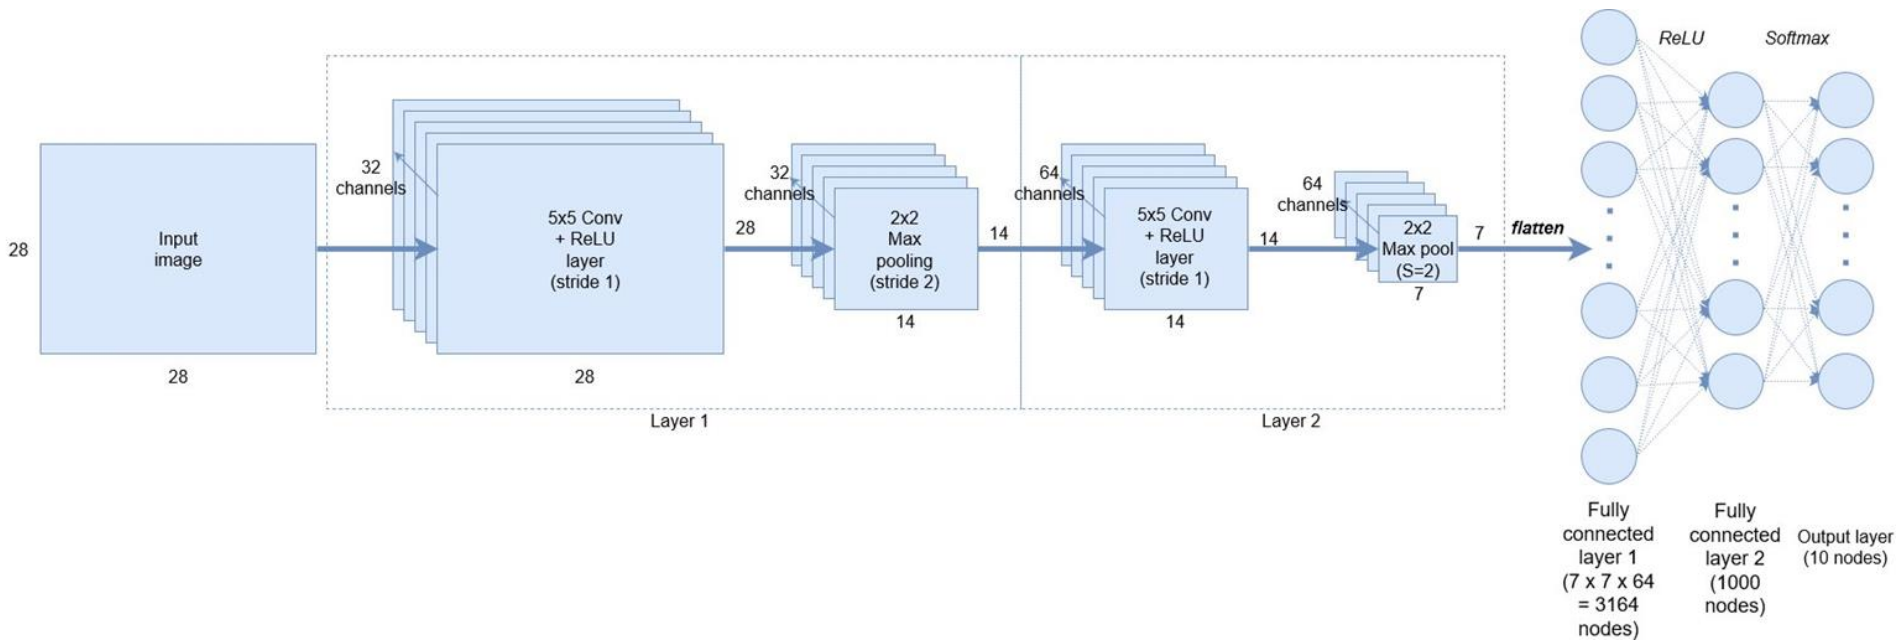 28
Input
image
28
32
channels
5x5 Conv
+ ReLU
layer
(stride 1)
28
28
32
channels
2x2
Max
pooling
(stride 2)
14
14
Layer 1
64
channels
5x5 Conv
+ ReLU
layer
(stride 1)
14
14
64
channels
2x2
Max pool
(S=2)
7
7
Layer 2
flatten
ReLU
Softmax
Fully
connected
layer 1
(7 x 7 x 64
= 3164
nodes)
Fully
connected
layer 2
(1000
nodes)
Output layer
(10 nodes)